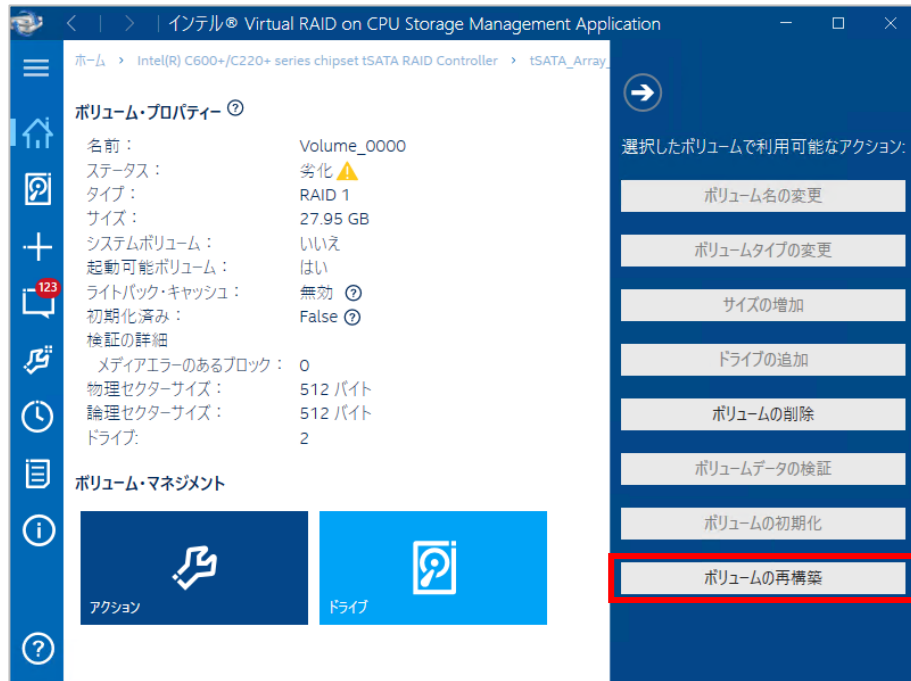 インテル® Virtual RAID on CPU Storage Management Application
ホーム › Intel(R) C600+/C220+ series chipset tSATA RAID Controller › tSATA_Array_
ボリューム・プロパティー ?
名前： Volume_0000
ステータス： 劣化
タイプ： RAID 1
サイズ： 27.95 GB
システムボリューム： いいえ
起動可能ボリューム： はい
ライトバック・キャッシュ： 無効 ?
初期化済み： False ?
検証の詳細
メディアエラーのあるブロック： 0
物理セクターサイズ： 512 バイト
論理セクターサイズ： 512 バイト
ドライブ: 2
ボリューム・マネジメント
アクション
ドライブ
123
選択したボリュームで利用可能なアクション:
ボリューム名の変更
ボリュームタイプの変更
サイズの増加
ドライブの追加
ボリュームの削除
ボリュームデータの検証
ボリュームの初期化
ボリュームの再構築